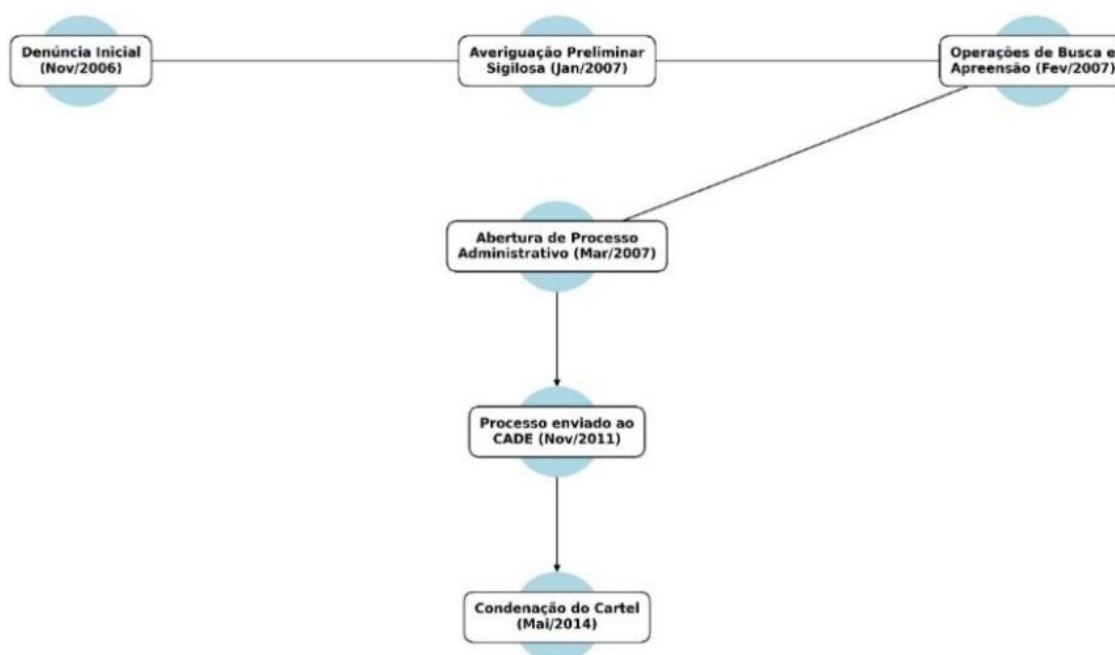 Denúncia Inicial
(Nov/2006)
Averiguação Preliminar
Sigilosa (Jan/2007)
Operações de Busca e
Apreensão (Fev/2007)
Abertura de Processo
Administrativo (Mar/2007)
Processo enviado ao
CADE (Nov/2011)
Condenação do Cartel
(Mai/2014)